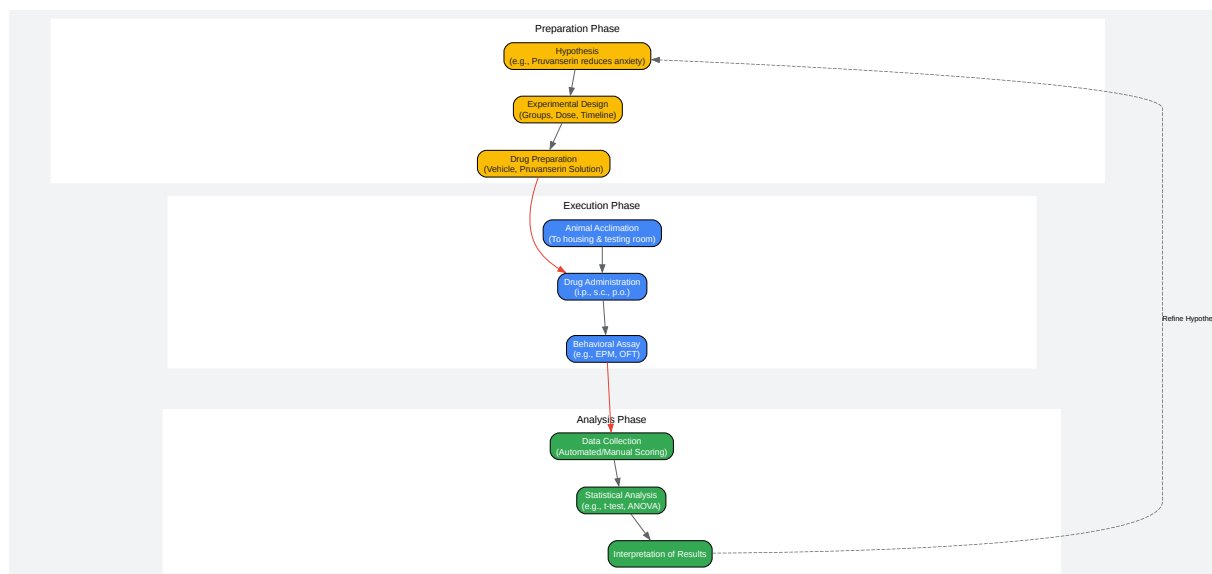 Preparation Phase
Hypothesis
(e.g., Pruvanserin reduces anxiety)
Experimental Design
(Groups, Dose, Timeline)
Drug Preparation
(Vehicle, Pruvanserin Solution)
Execution Phase
Animal Acclimation
(To housing & testing room)
Drug Administration
(i.p., s.c., p.o.)
Behavioral Assay
(e.g., EPM, OFT)
Refine Hypothe
Analysis Phase
Data Collection
(Automated/Manual Scoring)
Statistical Analysis
(e.g., t-test, ANOVA)
Interpretation of Results